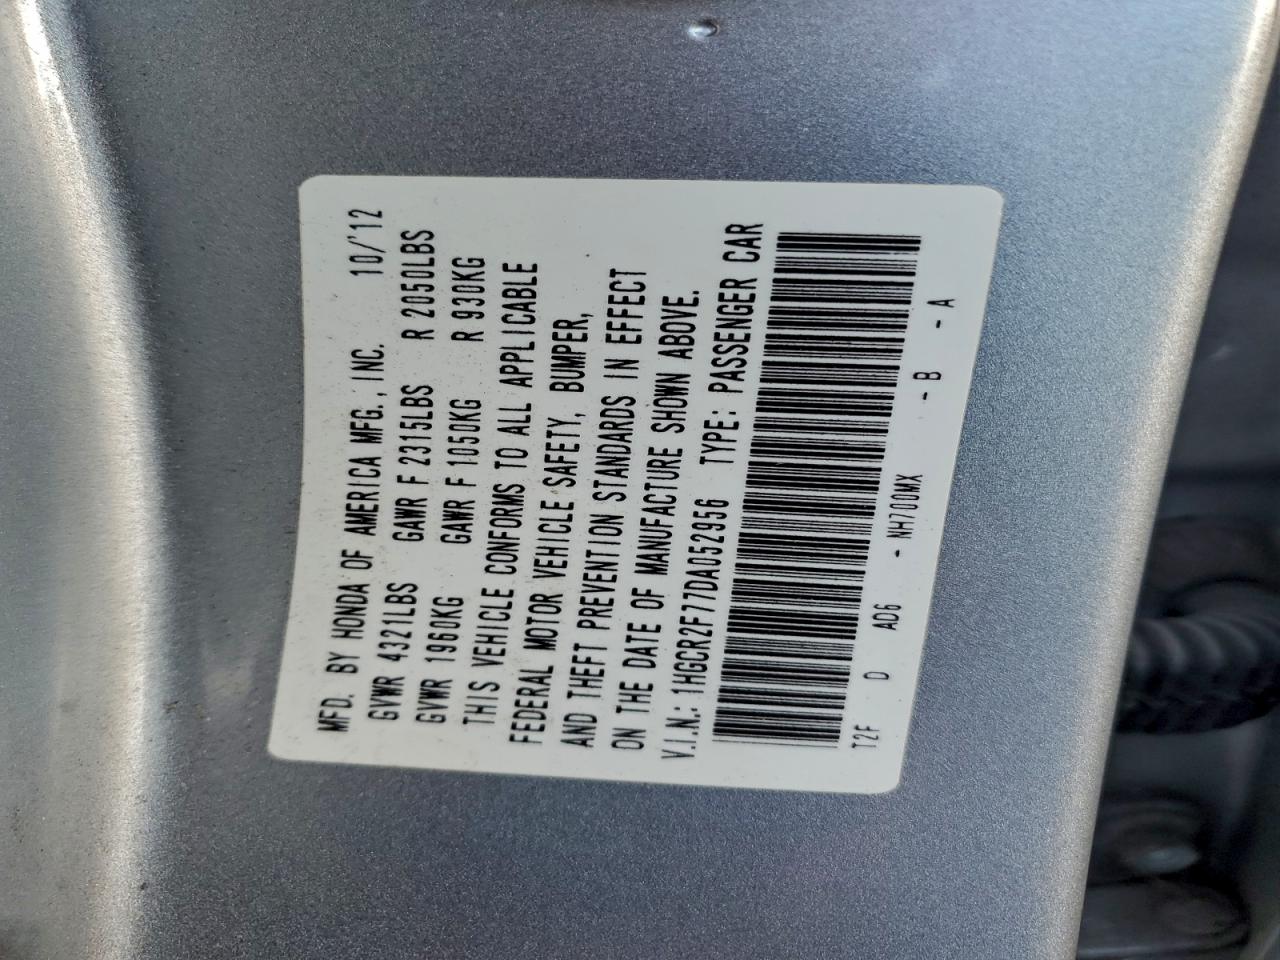 MFD. BY HONDA OF AMERICA MFG., INC. 10/'12
GVWR 4321LBS GAWR F 2315LBS R 2050LBS
GVWR 1960KG GAWR F 1050KG R 930KG
THIS VEHICLE CONFORMS TO ALL APPLICABLE
FEDERAL MOTOR VEHICLE SAFETY, BUMPER,
AND THEFT PREVENTION STANDARDS IN EFFECT
ON THE DATE OF MANUFACTURE SHOWN ABOVE.
V.I.N.: 1HGCR2F77DA052956 TYPE: PASSENGER CAR
T2F D AD6 - NH700MX - B - A